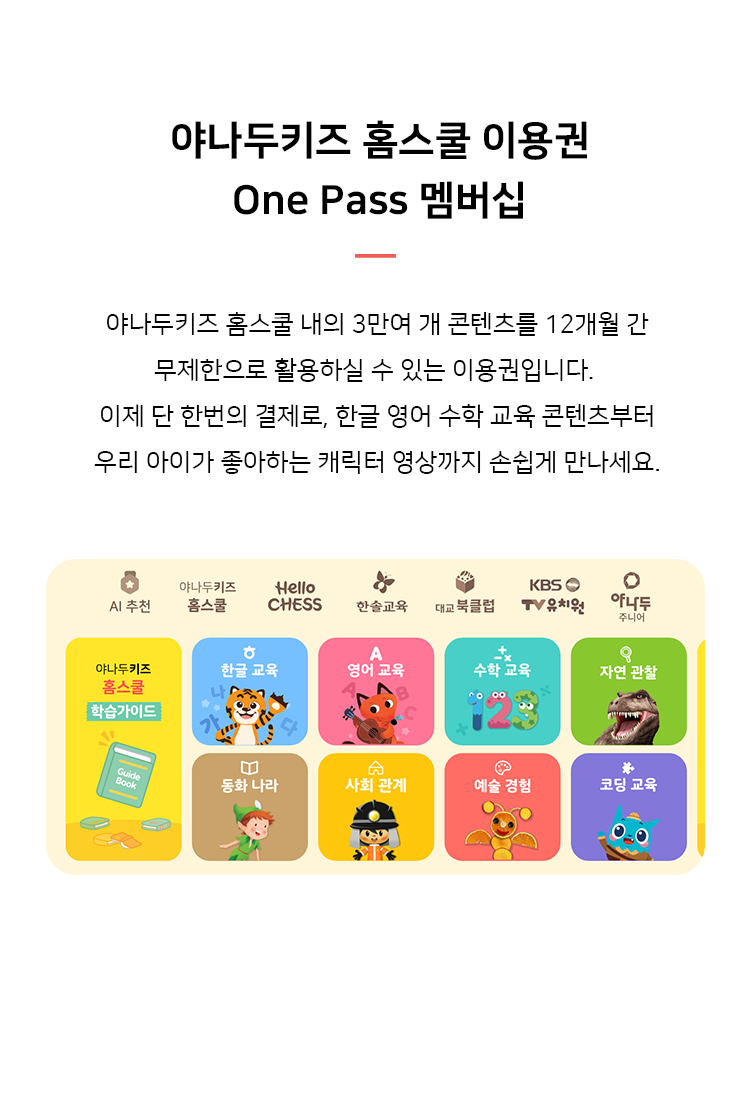 야나두키즈 홈스쿨 이용권
One Pass 멤버십
야나두키즈 홈스쿨 내의 3만여 개 콘텐츠를 12개월 간
무제한으로 활용하실 수 있는 이용권입니다.
이제 단 한번의 결제로, 한글 영어 수학 교육 콘텐츠부터
우리 아이가 좋아하는 캐릭터 영상까지 손쉽게 만나세요.
AI 추천
야나두키즈
홈스쿨
Hello
CHESS
한솔교육
대교 북클럽
KBS
TV유치원
야나두
주니어
야나두키즈
홈스쿨
학습가이드
Guide
Book
한글 교육
나
가
다
A
영어 교육
A
B
C
수학 교육
123
자연 관찰
동화 나라
사회 관계
예술 경험
코딩 교육